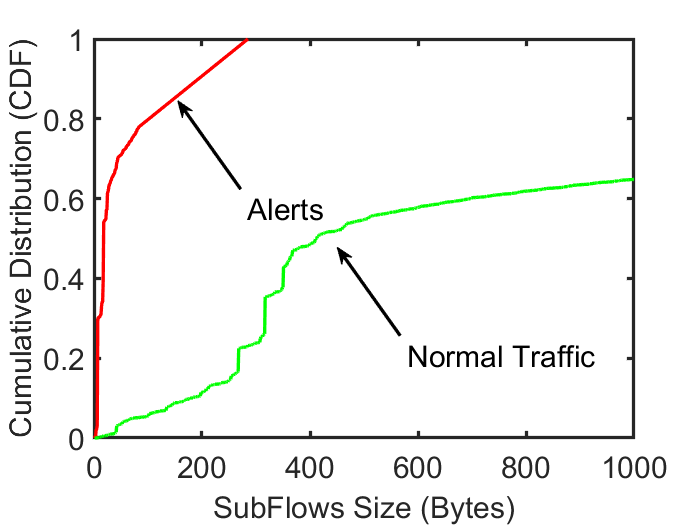 1
0.8
0.6
0.4
0.2
0
Cumulative Distribution (CDF)
Alerts
Normal Traffic
0 200 400 600 800 1000
SubFlows Size (Bytes)